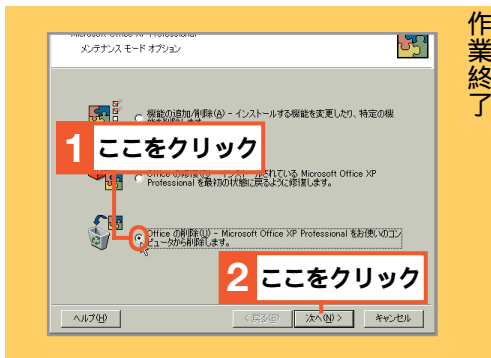 作業終了
Microsoft Office XP Professional
メンテナンス モード オプション
機能の追加/削除(A) - インストールする機能を変更したり、特定の機
1 ここをクリック
Microsoft Office XP
Professional を最初の状態に戻るように修復します。
Office の削除(U) - Microsoft Office XP Professional をお使いのコン
ピュータから削除します。
2 ここをクリック
ヘルプ(H)
< 戻る(B)
次へ(N) >
キャンセル